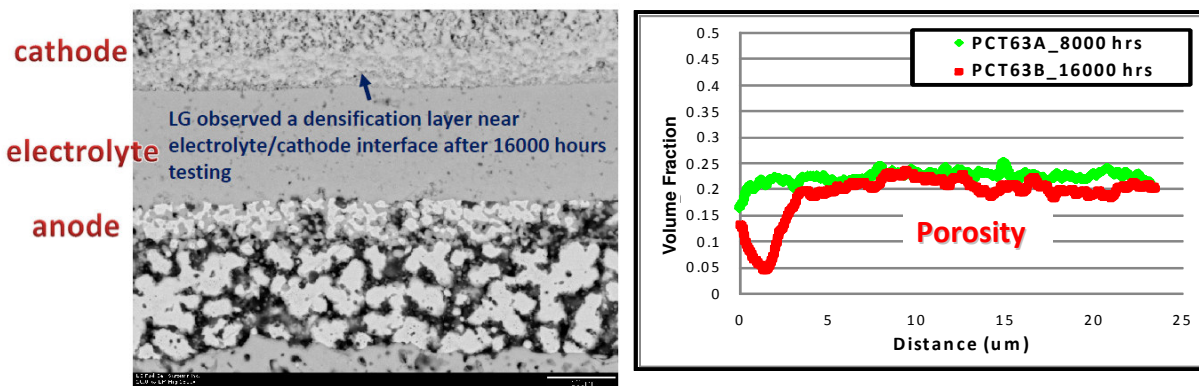 cathode
LG observed a densification layer near
electrolyte/cathode interface after 16000 hours
testing
electrolyte
anode
0.5
0.45
0.4
0.35
0.3
0.25
0.2
0.15
0.1
0.05
0
Volume Fraction
PCT63A_8000 hrs
PCT63B_16000 hrs
Porosity
0
5
10
15
20
25
Distance (um)